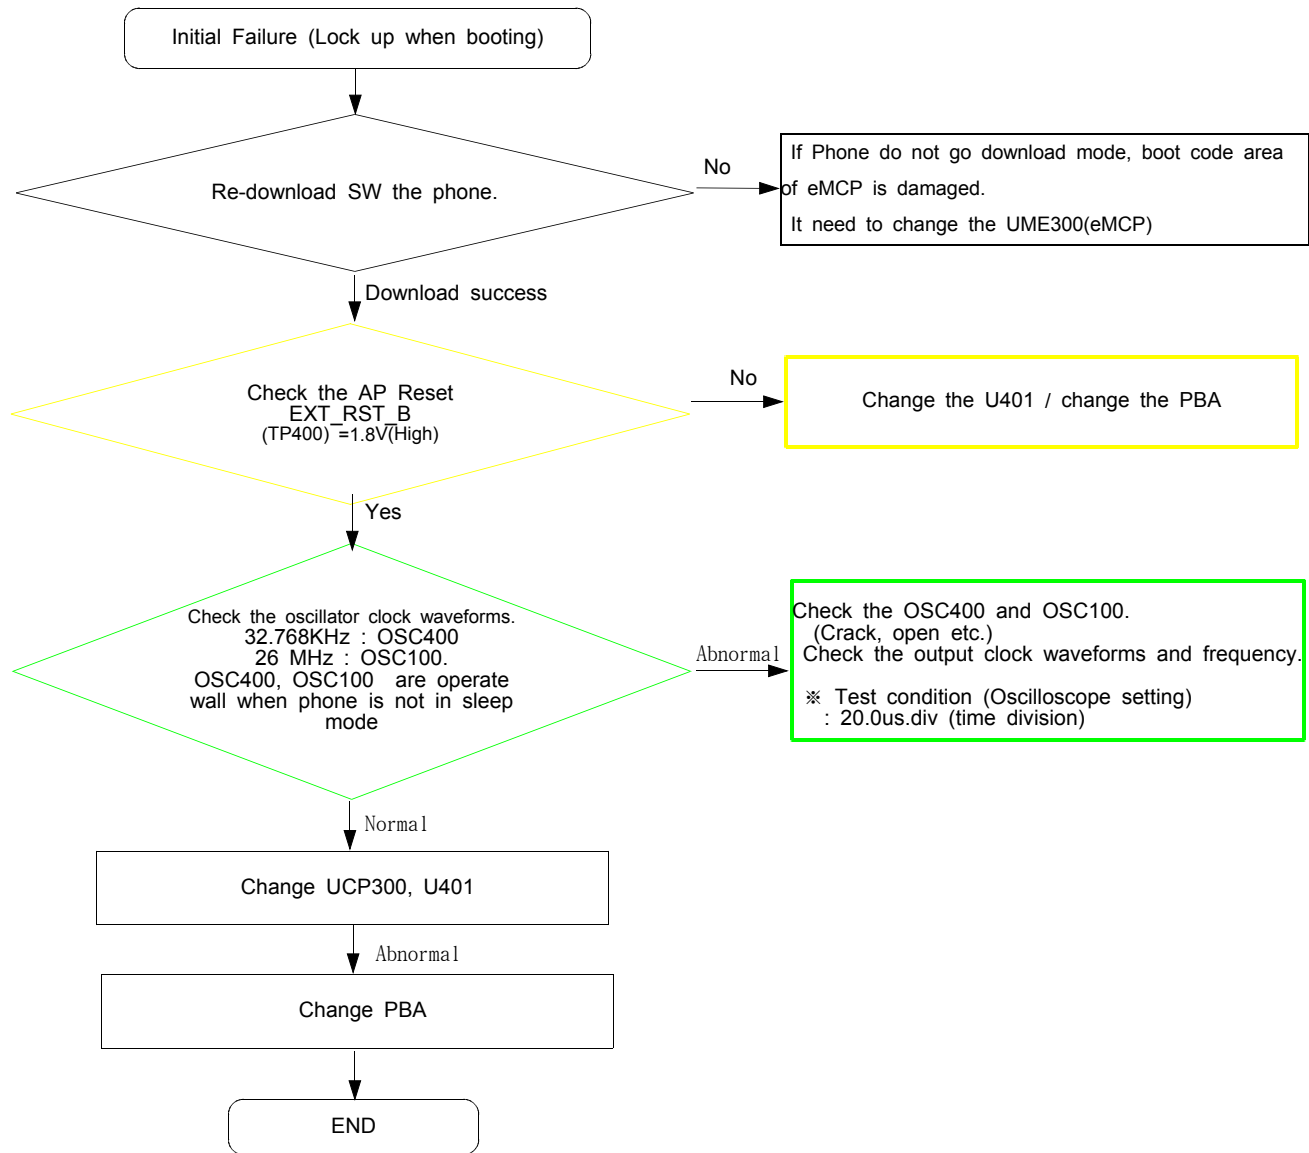 Initial Failure (Lock up when booting)
Re-download SW the phone.
No
If Phone do not go download mode, boot code area
of eMCP is damaged.
It need to change the UME300(eMCP)
Download success
Check the AP Reset
EXT_RST_B
(TP400) =1.8V(High)
No
Change the U401 / change the PBA
Yes
Check the oscillator clock waveforms.
32.768KHz : OSC400
26 MHz : OSC100.
OSC400, OSC100 are operate
wall when phone is not in sleep
mode
Abnormal
Check the OSC400 and OSC100.
(Crack, open etc.)
Check the output clock waveforms and frequency.
※ Test condition (Oscilloscope setting)
: 20.0us.div (time division)
Normal
Change UCP300, U401
Abnormal
Change PBA
END